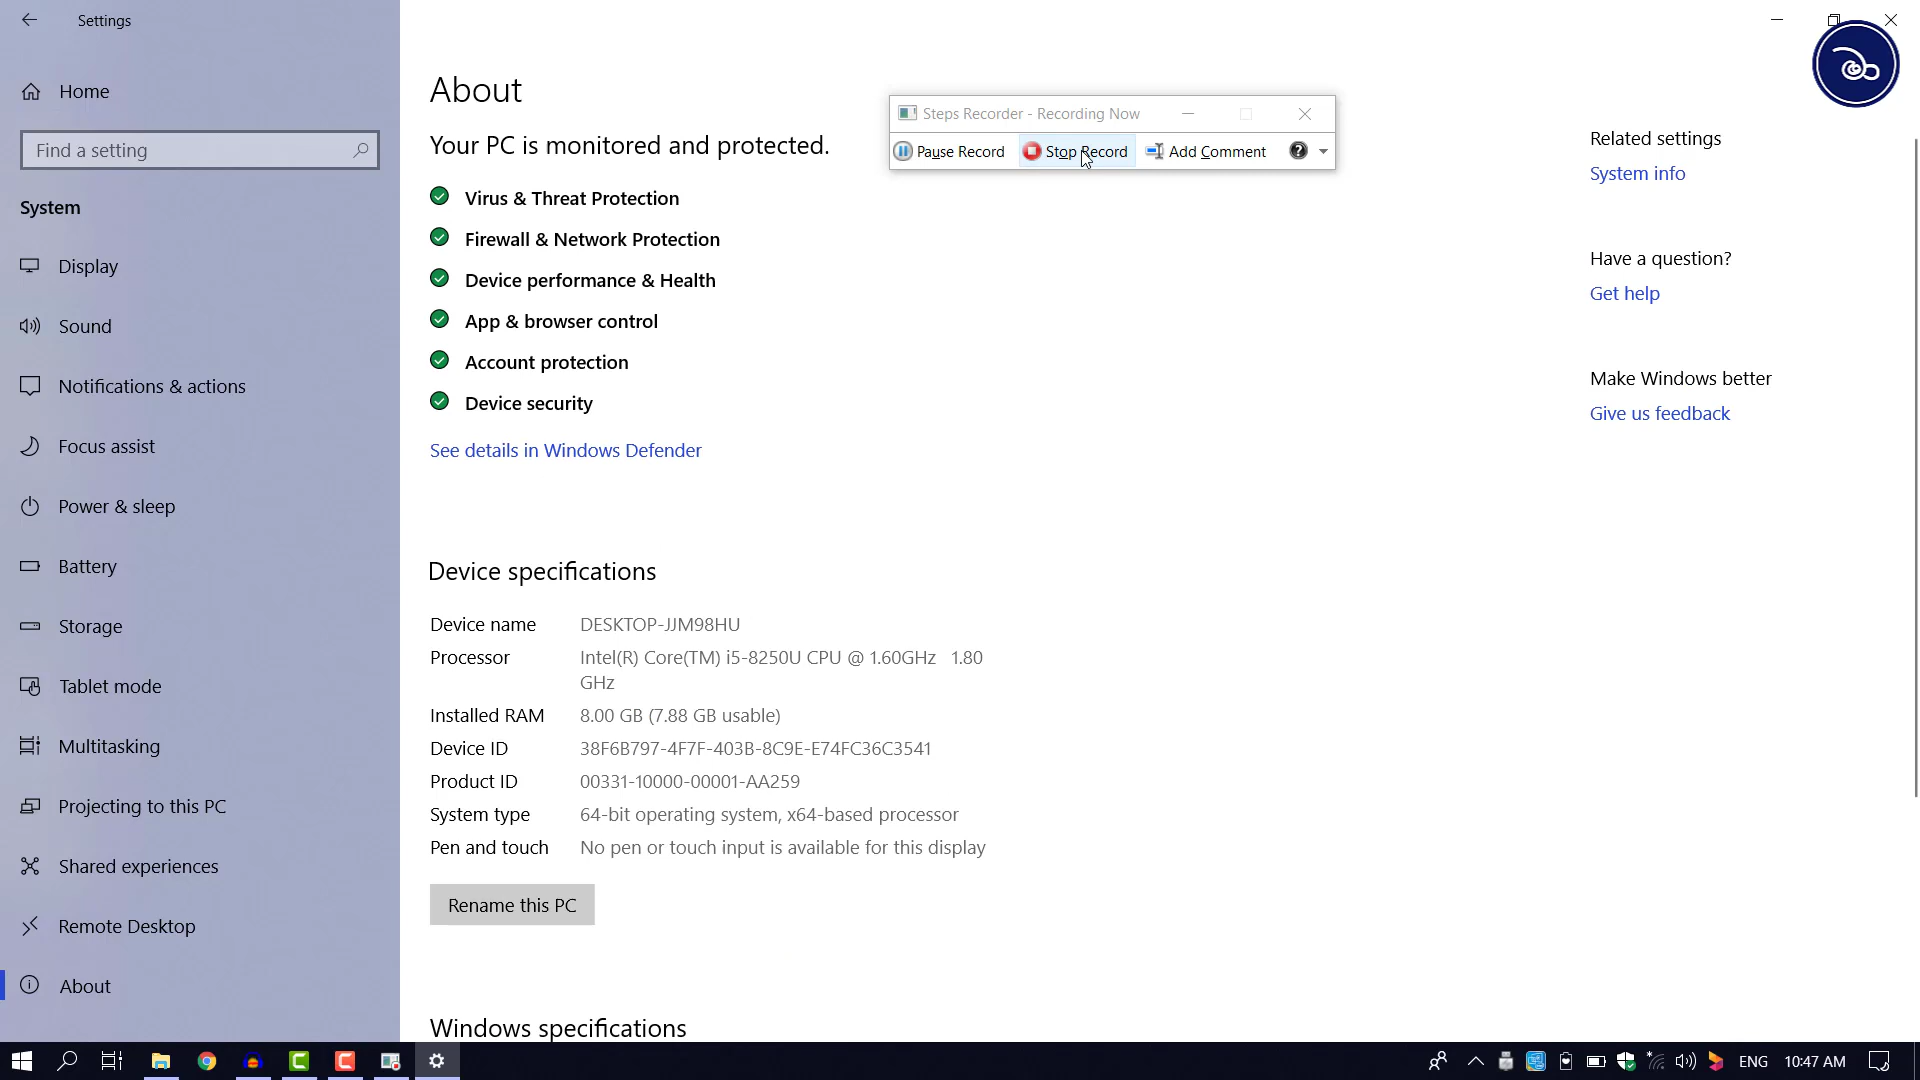 Settings
Home
Find a setting
System
Display
Sound
Notifications & actions
Focus assist
Power & sleep
Battery
Storage
Tablet mode
Multitasking
Projecting to this PC
Shared experiences
Remote Desktop
About
About
Your PC is monitored and protected.
Virus & Threat Protection
Firewall & Network Protection
Device performance & Health
App & browser control
Account protection
Device security
See details in Windows Defender
Device specifications
Device name DESKTOP-JJM98HU
Processor Intel(R) Core(TM) i5-8250U CPU @ 1.60GHz 1.80
GHz
Installed RAM 8.00 GB (7.88 GB usable)
Device ID 38F6B797-4F7F-403B-8C9E-E74FC36C3541
Product ID 00331-10000-00001-AA259
System type 64-bit operating system, x64-based processor
Pen and touch No pen or touch input is available for this display
Rename this PC
Windows specifications
Steps Recorder - Recording Now
Pause Record Stop Record Add Comment
Related settings
System info
Have a question?
Get help
Make Windows better
Give us feedback
ENG 10:47 AM